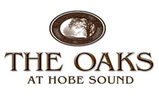 THE OAKS
AT HOBE SOUND